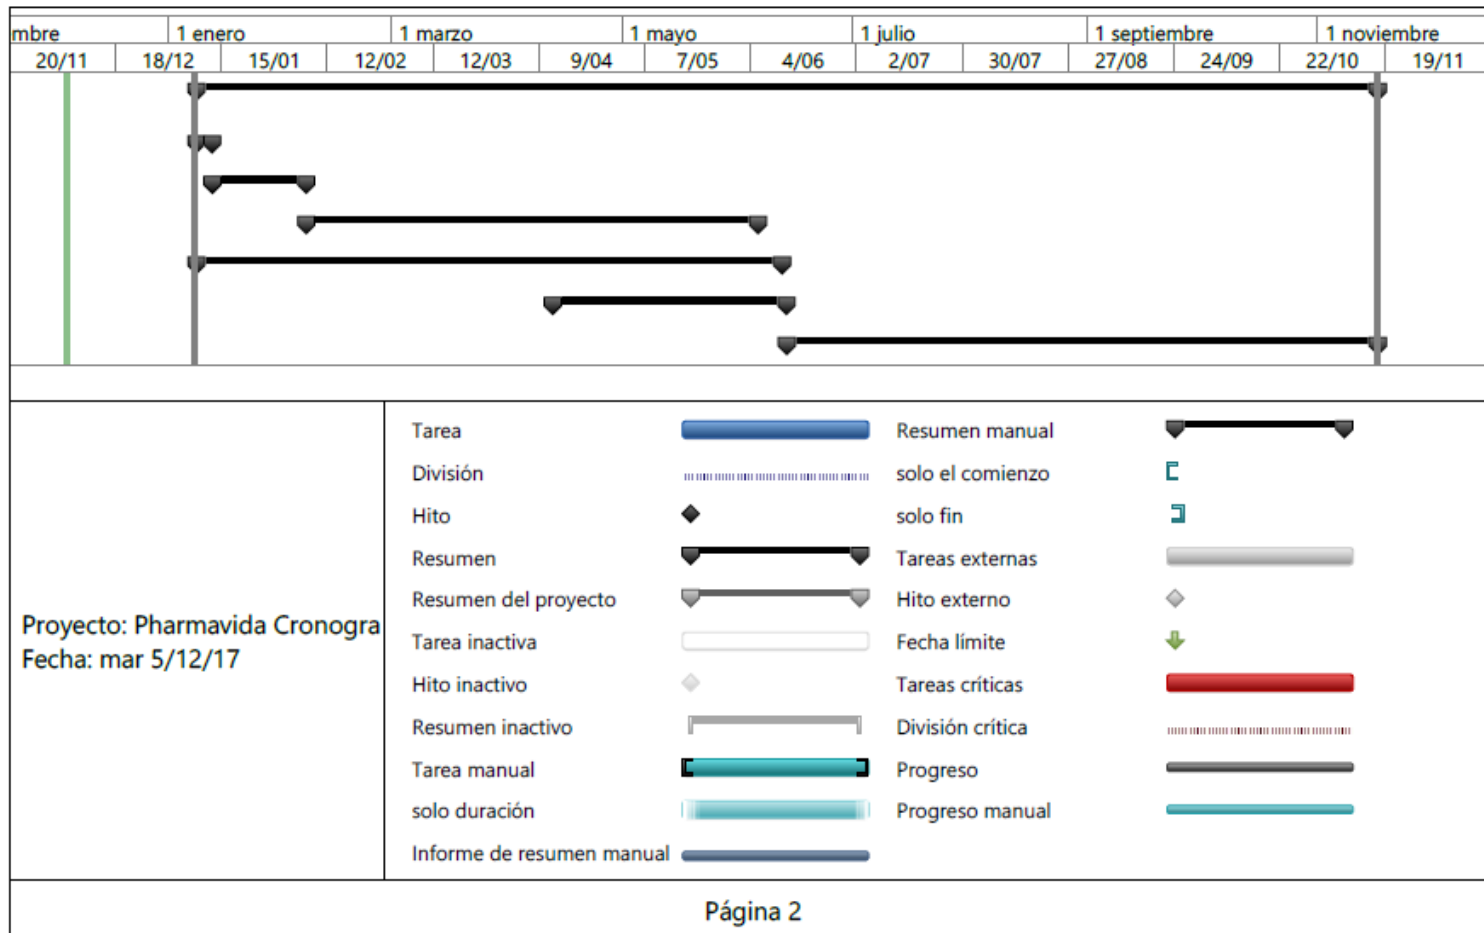 mbre 1 enero 1 marzo 1 mayo 1 julio 1 septiembre 1 noviembre
20/11 18/12 15/01 12/02 12/03 9/04 7/05 4/06 2/07 30/07 27/08 24/09 22/10 19/11
Proyecto: Pharmavida Cronogra
Fecha: mar 5/12/17
Tarea
División
Hito
Resumen
Resumen del proyecto
Tarea inactiva
Hito inactivo
Resumen inactivo
Tarea manual
solo duración
Informe de resumen manual
Resumen manual
solo el comienzo
solo fin
Tareas externas
Hito externo
Fecha límite
Tareas críticas
División crítica
Progreso
Progreso manual
Página 2